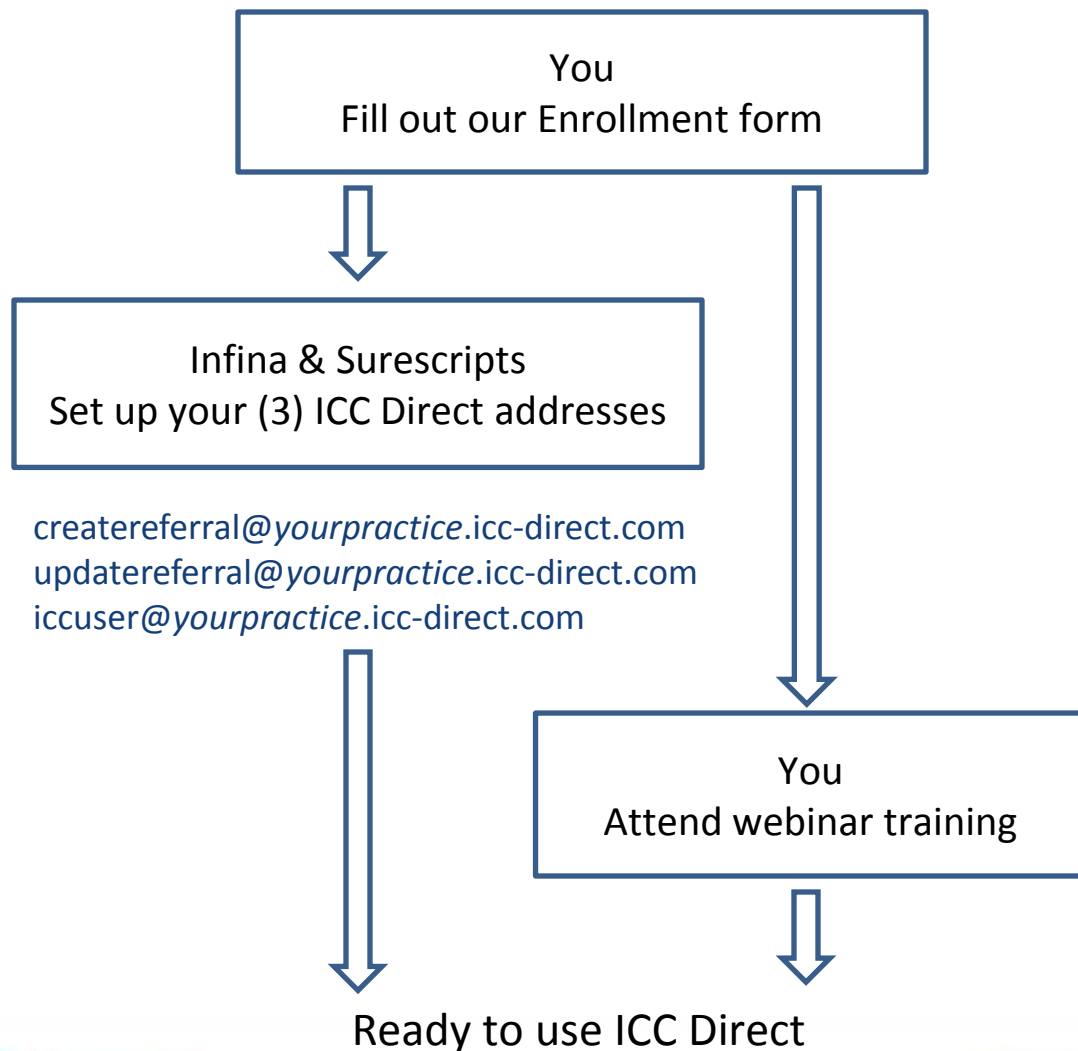 You
Fill out our Enrollment form
Infina & Surescripts
Set up your (3) ICC Direct addresses
createreferral@yourpractice.icc-direct.com
updatereferral@yourpractice.icc-direct.com
iccuser@yourpractice.icc-direct.com
You
Attend webinar training
Ready to use ICC Direct